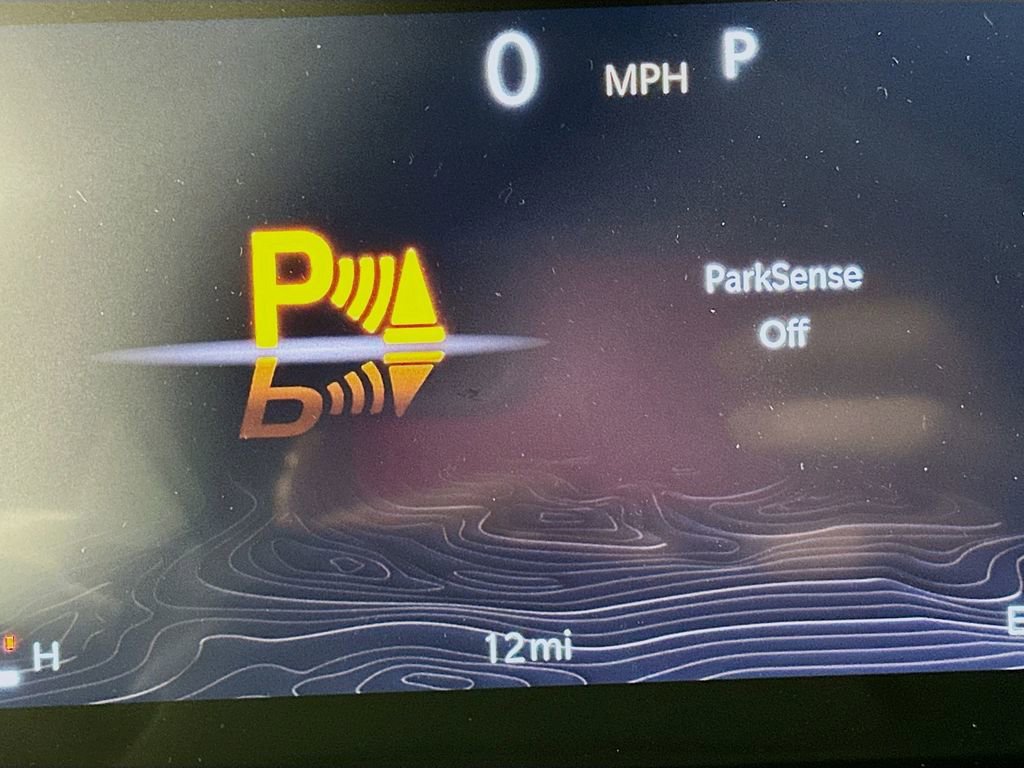 0 MPH P
P
ParkSense
Off
H
12mi
E